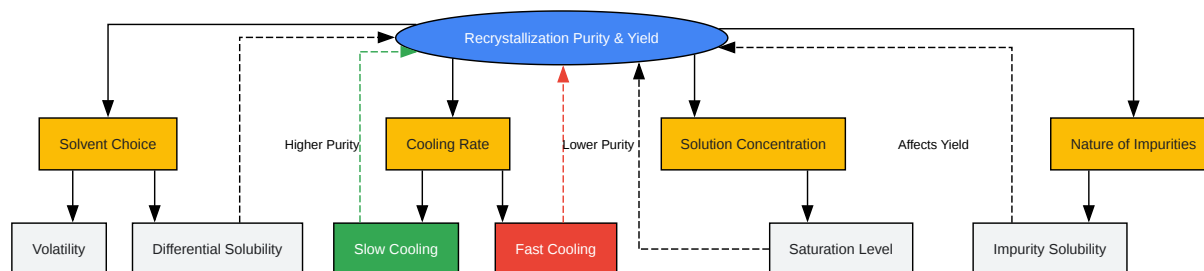 Recrystallization Purity & Yield
Solvent Choice
Higher Purity
Cooling Rate
Lower Purity
Solution Concentration
Affects Yield
Nature of Impurities
Volatility
Differential Solubility
Slow Cooling
Fast Cooling
Saturation Level
Impurity Solubility